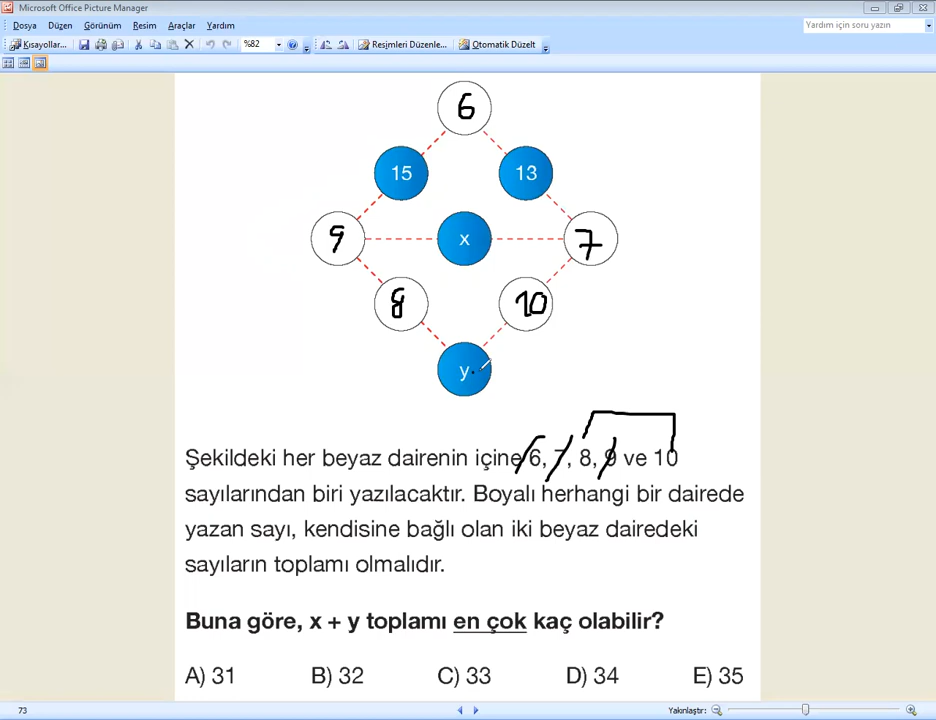 Microsoft Office Picture Manager
Dosya Düzen Görünüm Resim Araçlar Yardım
Yardım için soru yazın
Kısayollar... %82 Resimleri Düzenle... Otomatik Düzelt
6
15 13
9 x 7
8 10
y
Şekildeki her beyaz dairenin içine 6, 7, 8, 9 ve 10
sayılarından biri yazılacaktır. Boyalı herhangi bir dairede
yazan sayı, kendisine bağlı olan iki beyaz dairedeki
sayıların toplamı olmalıdır.
Buna göre, x + y toplamı en çok kaç olabilir?
A) 31 B) 32 C) 33 D) 34 E) 35
73 Yakınlaştır: